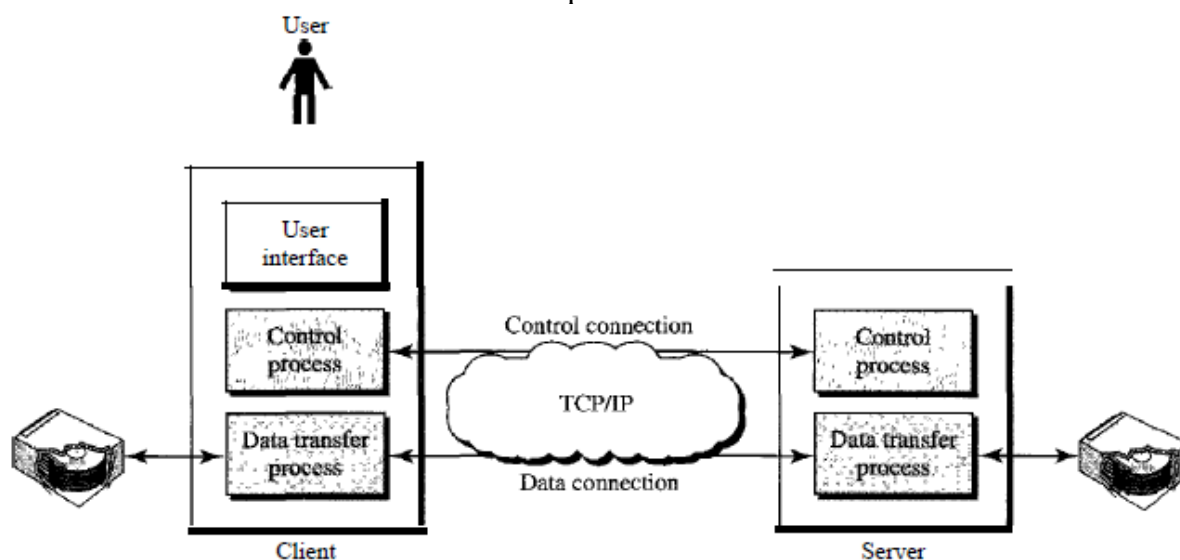 User
User
interface
Control
process
Data transfer
process
Client
Control connection
TCP/IP
Data connection
Control
process
Data transfer
process
Server